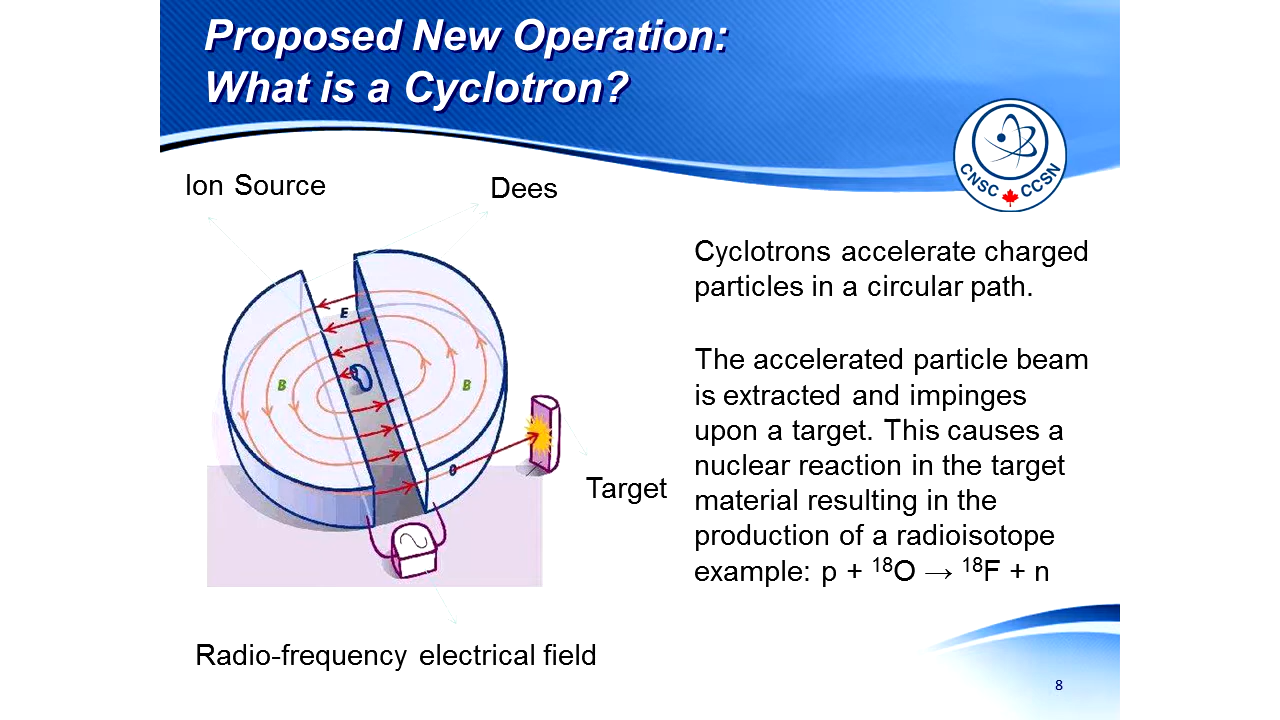 Proposed New Operation:
What is a Cyclotron?
CNSC CCSN
Ion Source
Dees
E
B
B
Target
Radio-frequency electrical field
Cyclotrons accelerate charged
particles in a circular path.
The accelerated particle beam
is extracted and impinges
upon a target. This causes a
nuclear reaction in the target
material resulting in the
production of a radioisotope
example: p + ¹⁸O → ¹⁸F + n
8